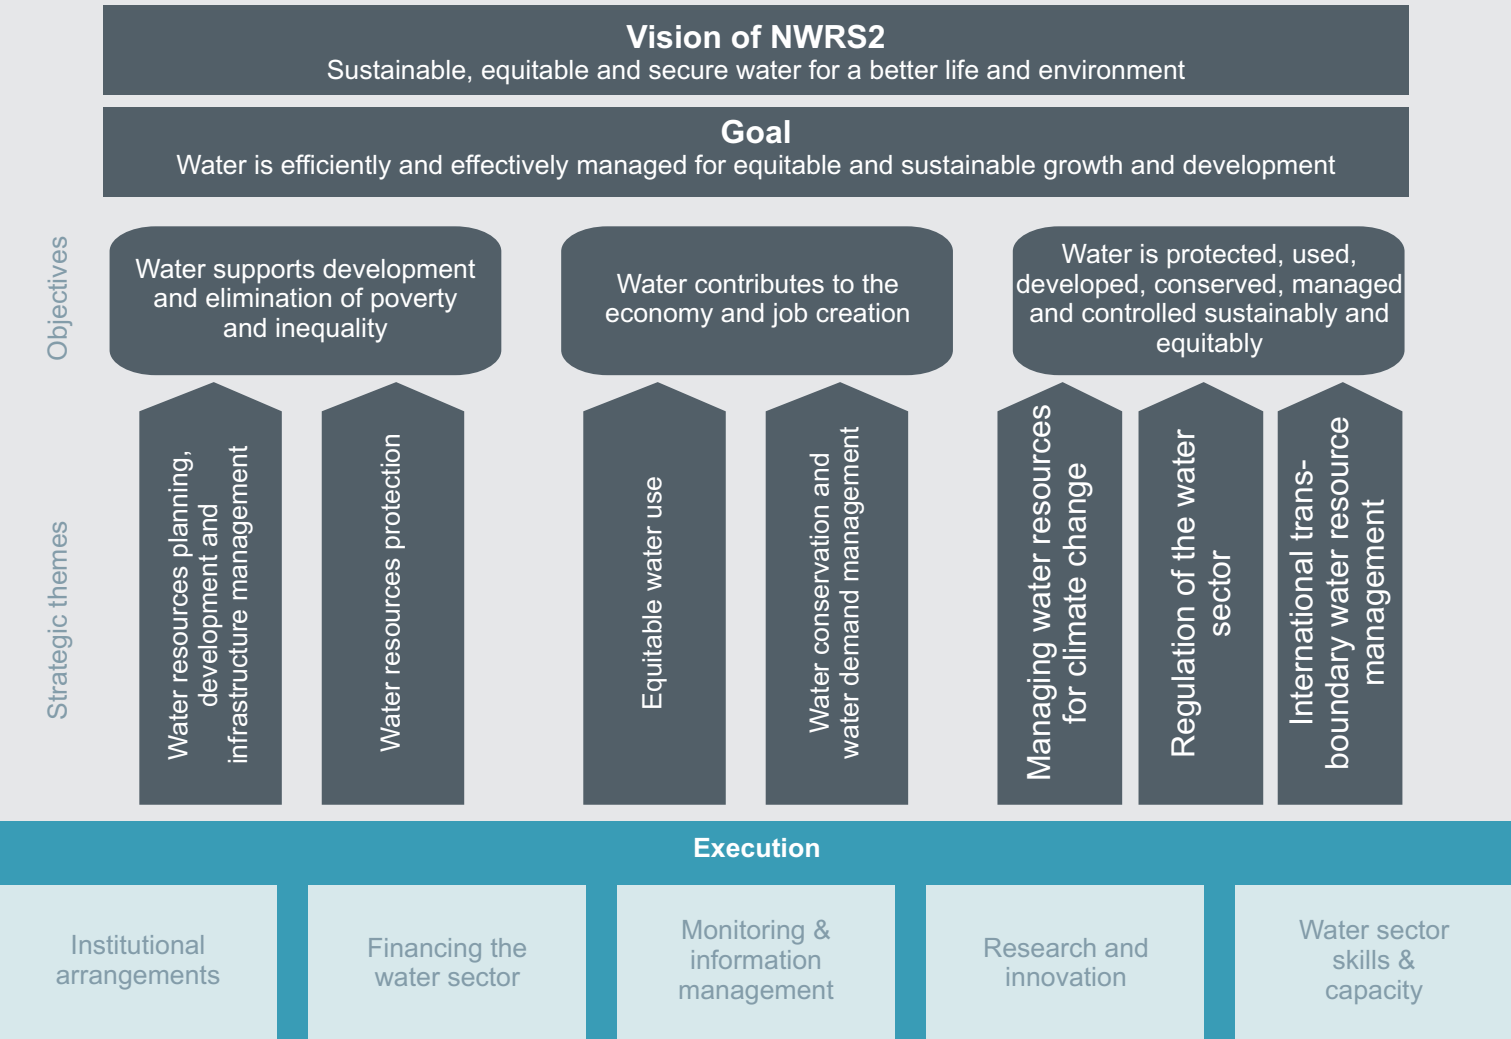 Vision of NWRS2
Sustainable, equitable and secure water for a better life and environment
Goal
Water is efficiently and effectively managed for equitable and sustainable growth and development
Objectives
Water supports development
and elimination of poverty
and inequality
Water contributes to the
economy and job creation
Water is protected, used,
developed, conserved, managed
and controlled sustainably and
equitably
Strategic themes
Water resources planning,
development and
infrastructure management
Water resources protection
Equitable water use
Water conservation and
water demand management
Managing water resources
for climate change
Regulation of the water
sector
International trans-
boundary water resource
management
Execution
Institutional
arrangements
Financing the
water sector
Monitoring &
information
management
Research and
innovation
Water sector
skills &
capacity